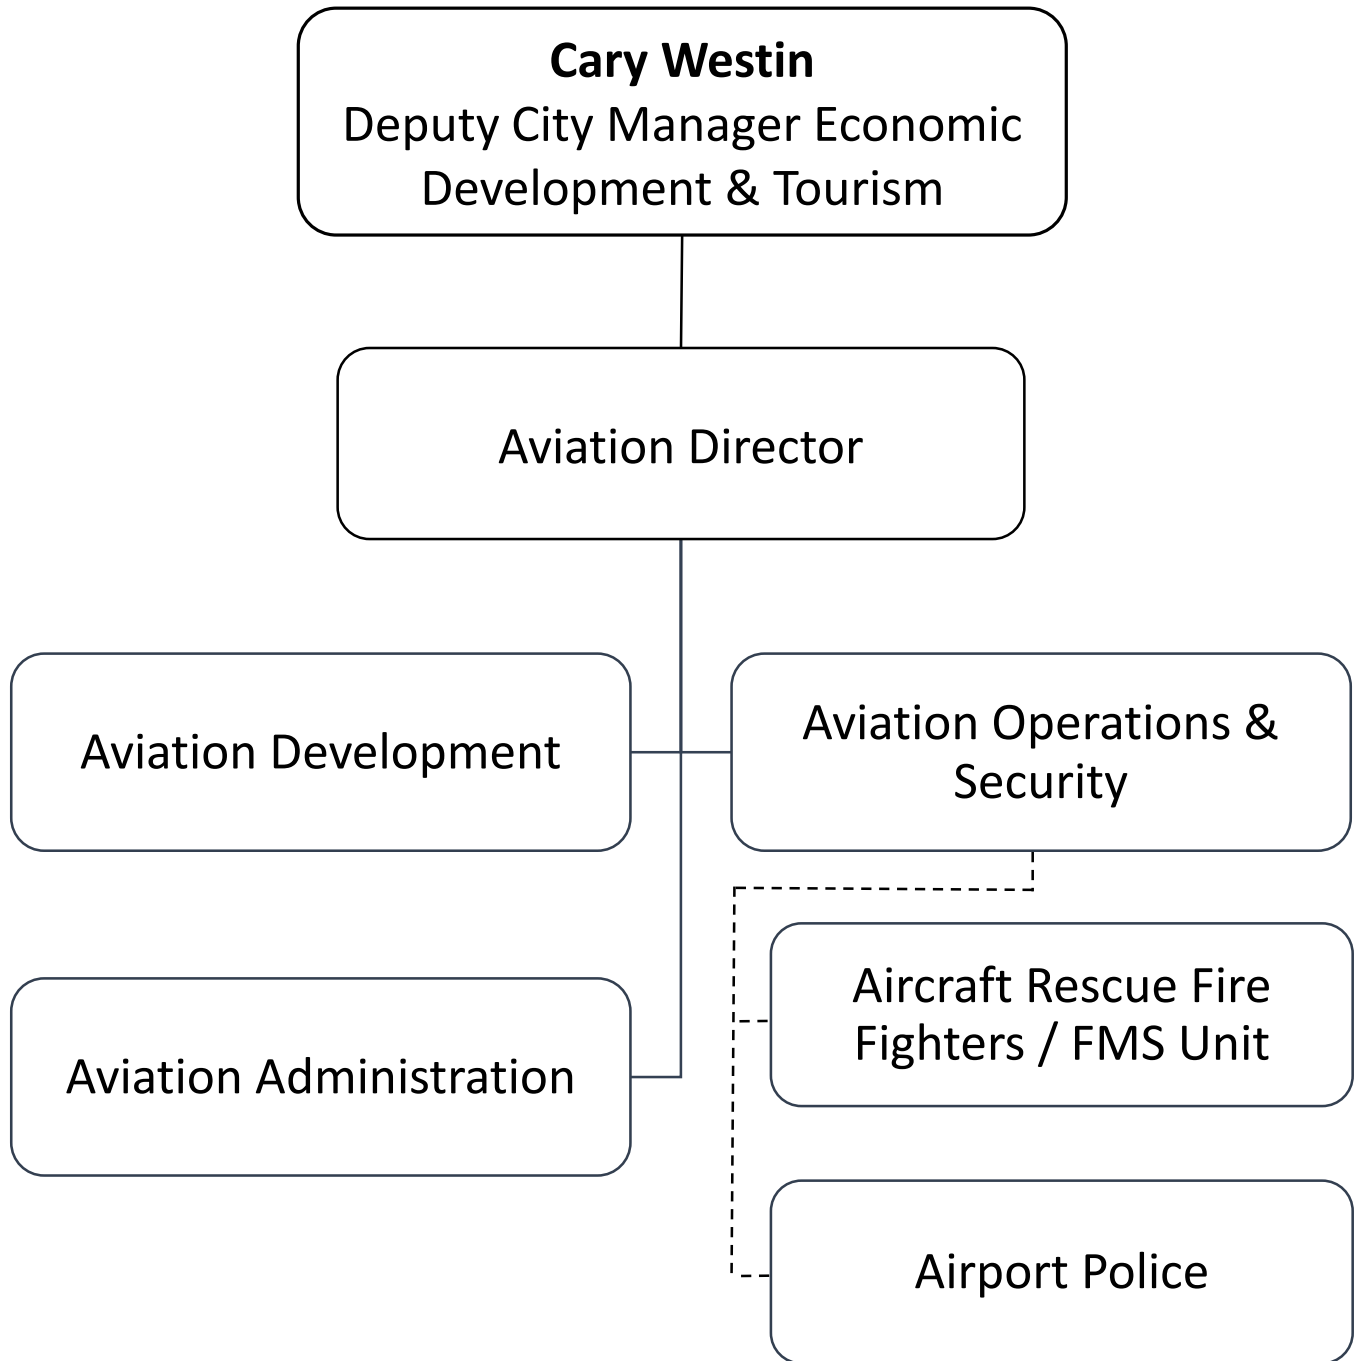 Cary Westin
Deputy City Manager Economic
Development & Tourism
Aviation Director
Aviation Development
Aviation Operations &
Security
Aviation Administration
Aircraft Rescue Fire
Fighters / FMS Unit
Airport Police